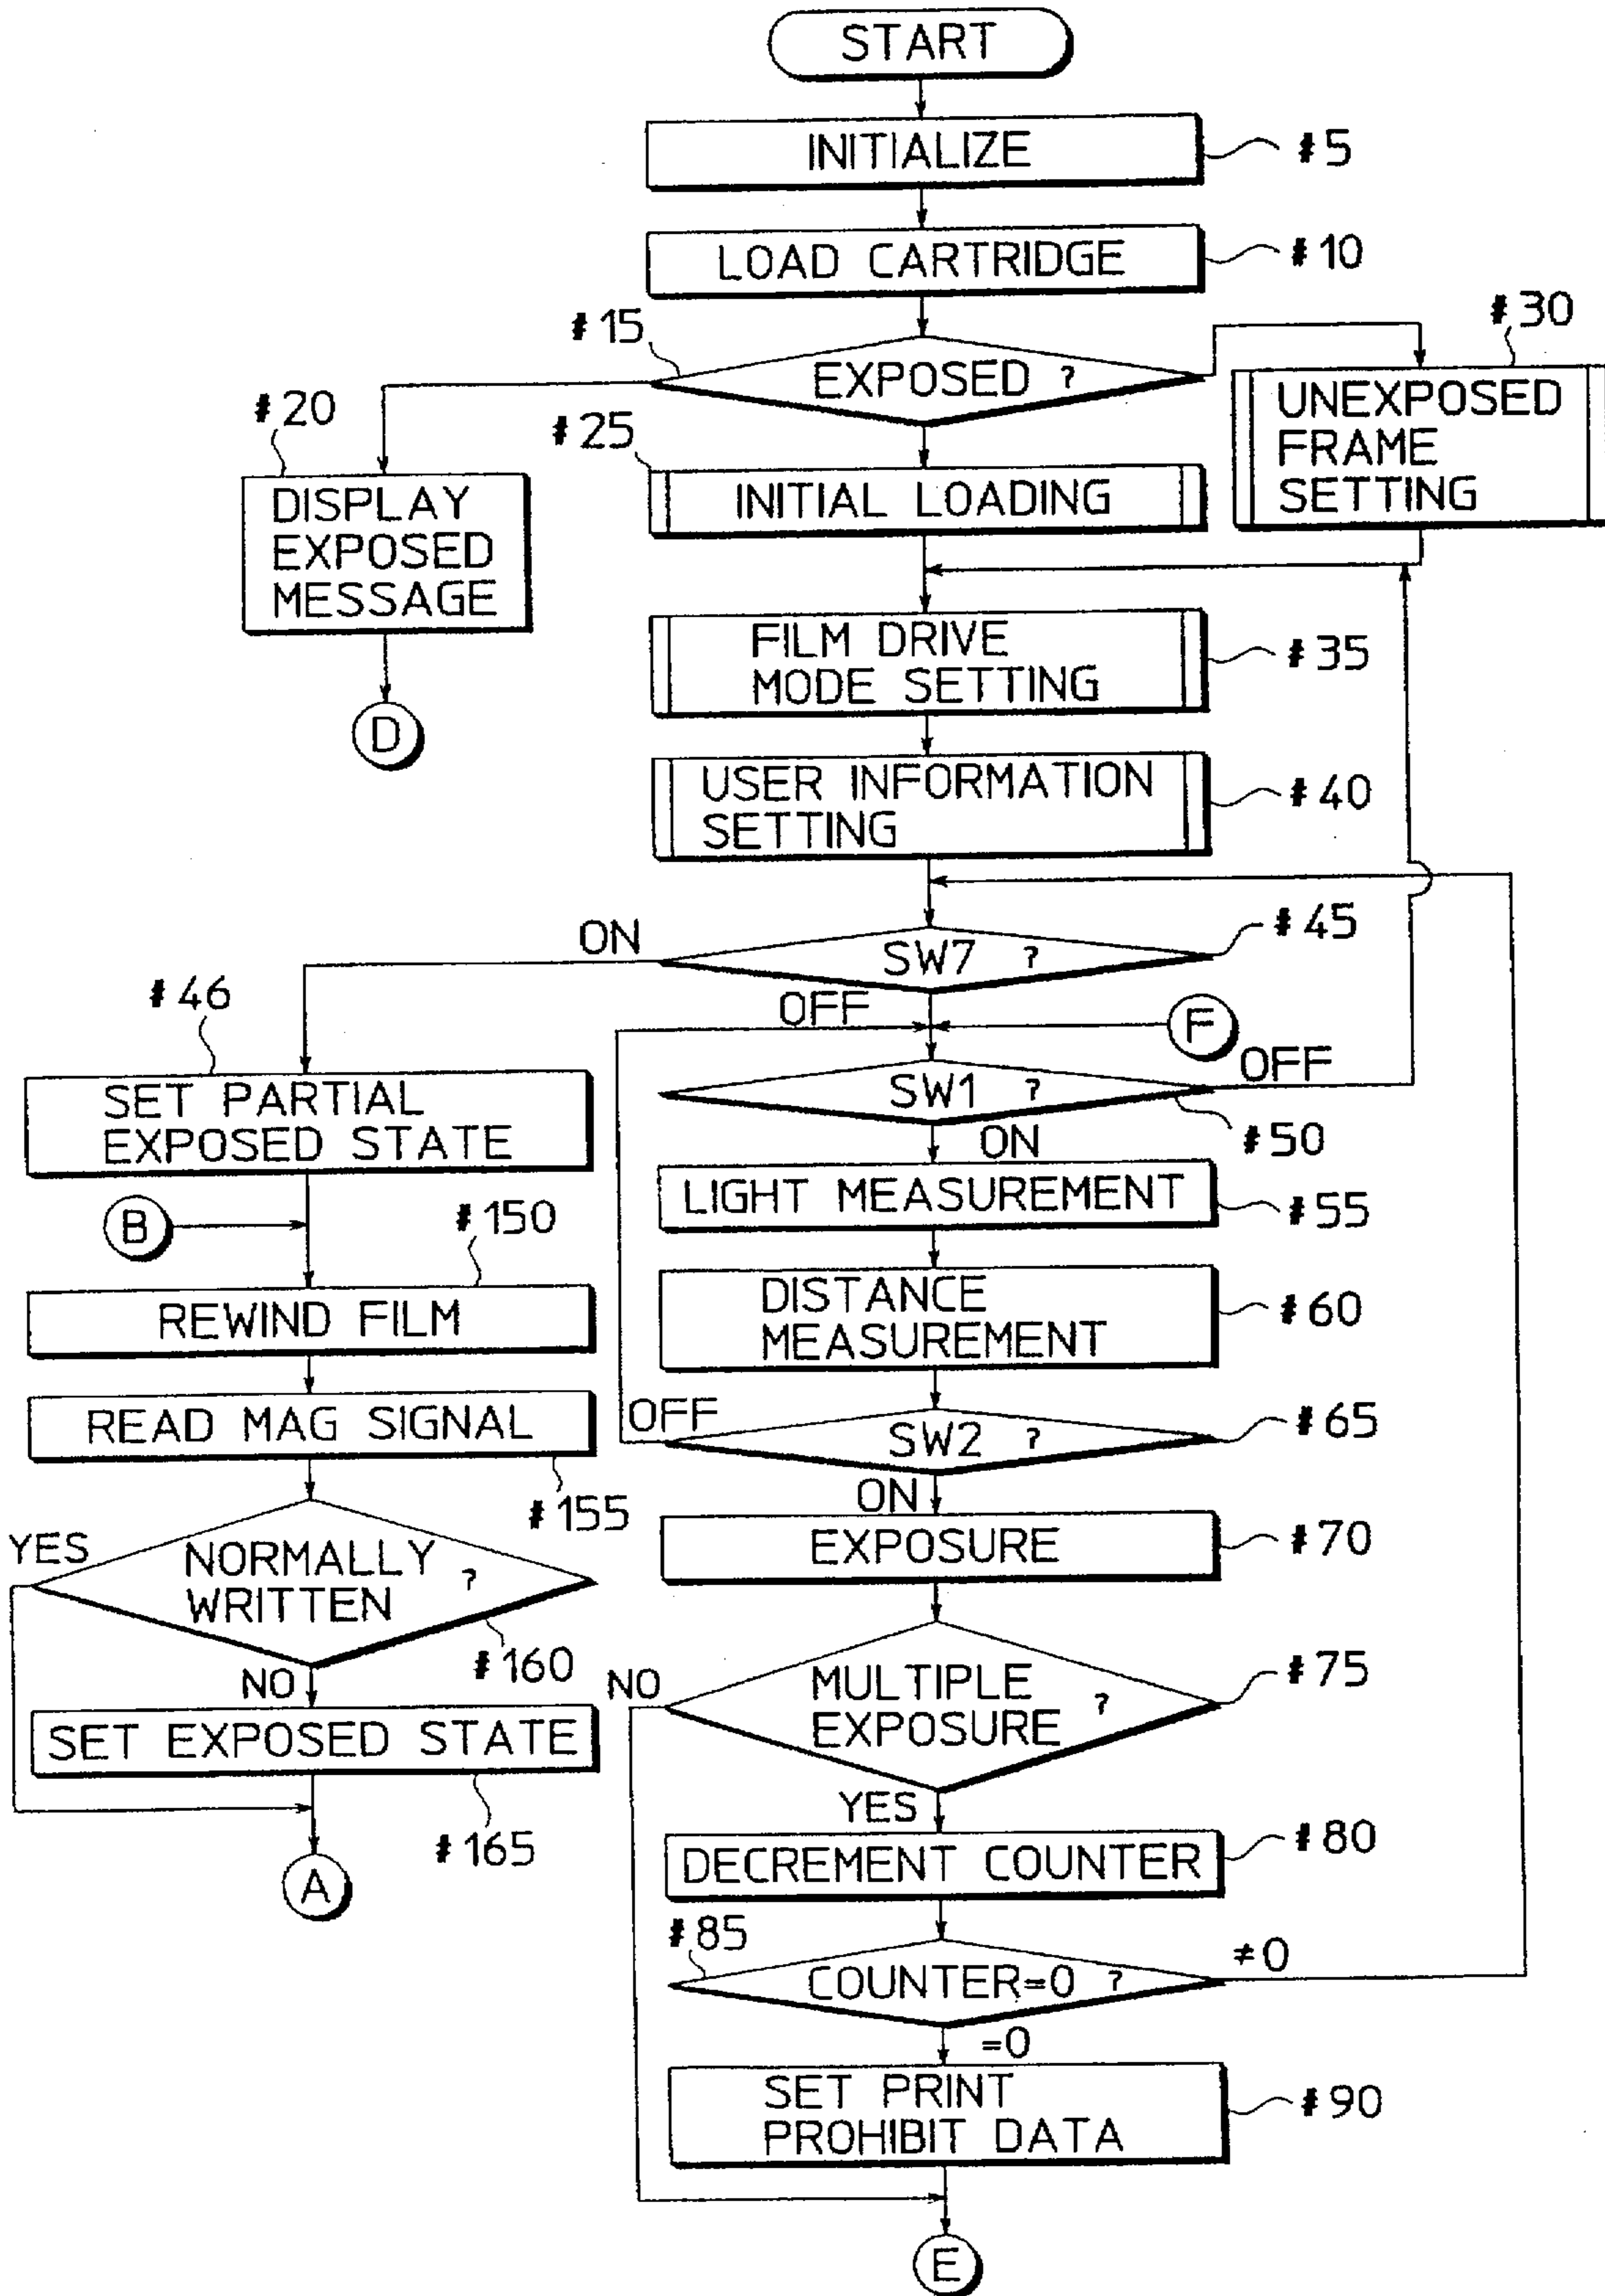 START
INITIALIZE
#5
LOAD CARTRIDGE
#10
#15
EXPOSED ?
#30
UNEXPOSED
FRAME
SETTING
#20
DISPLAY
EXPOSED
MESSAGE
D
#25
INITIAL LOADING
FILM DRIVE
MODE SETTING
#35
USER INFORMATION
SETTING
#40
ON
SW7 ?
#45
OFF
F
#46
SET PARTIAL
EXPOSED STATE
SW1 ?
OFF
#50
ON
LIGHT MEASUREMENT
#55
B
#150
REWIND FILM
DISTANCE
MEASUREMENT
#60
READ MAG SIGNAL
#155
OFF
SW2 ?
#65
ON
EXPOSURE
#70
YES
NORMALLY
WRITTEN ?
#160
NO
SET EXPOSED STATE
#165
A
NO
MULTIPLE
EXPOSURE ?
#75
YES
DECREMENT COUNTER
#80
#85
COUNTER=0 ?
≠0
=0
SET PRINT
PROHIBIT DATA
#90
E